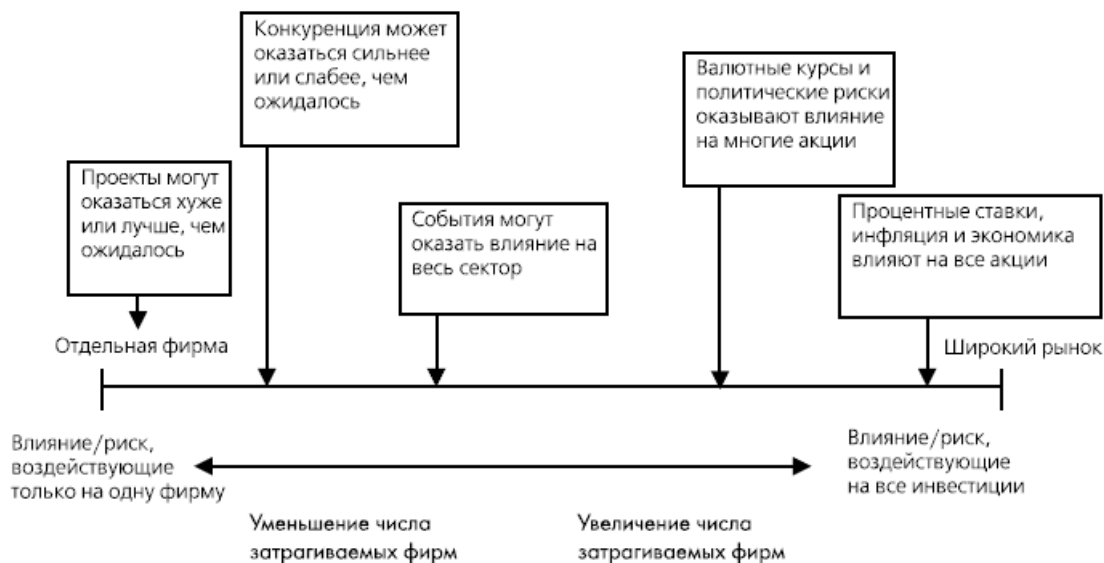 Конкуренция может
оказаться сильнее
или слабее, чем
ожидалось
Валютные курсы и
политические риски
оказывают влияние
на многие акции
Проекты могут
оказаться хуже
или лучше, чем
ожидалось
События могут
оказать влияние на
весь сектор
Процентные ставки,
инфляция и экономика
влияют на все акции
Отдельная фирма
Широкий рынок
Влияние/риск,
воздействующие
только на одну фирму
Влияние/риск,
воздействующие
на все инвестиции
Уменьшение числа
затрагиваемых фирм
Увеличение числа
затрагиваемых фирм